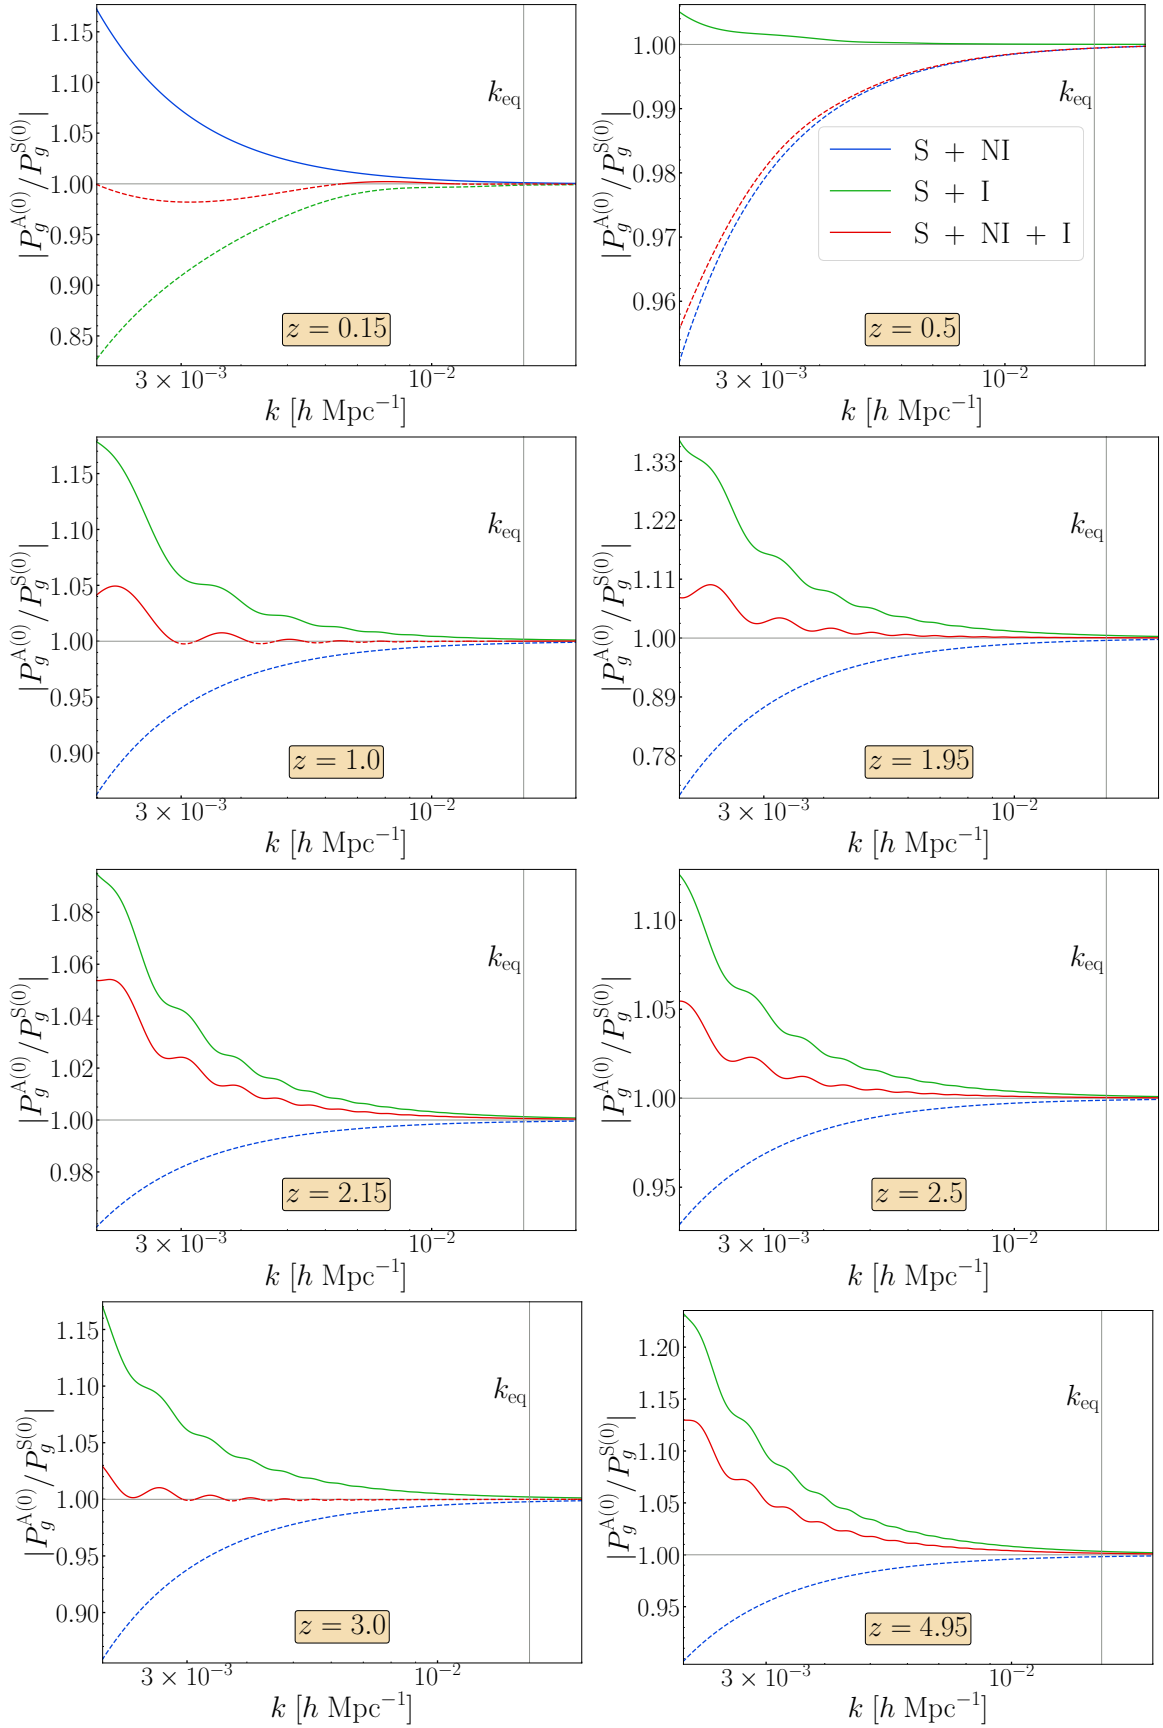 1.15
1.10
1.05
1.00
0.95
0.90
0.85
|P_g^{A(0)}/P_g^{S(0)}|
k_eq
z = 0.15
3 × 10^{−3}
10^{−2}
k [h Mpc^{−1}]
1.00
0.99
0.98
0.97
0.96
|P_g^{A(0)}/P_g^{S(0)}|
k_eq
S + NI
S + I
S + NI + I
z = 0.5
3 × 10^{−3}
10^{−2}
k [h Mpc^{−1}]
1.15
1.10
1.05
1.00
0.95
0.90
|P_g^{A(0)}/P_g^{S(0)}|
k_eq
z = 1.0
3 × 10^{−3}
10^{−2}
k [h Mpc^{−1}]
1.33
1.22
1.11
1.00
0.89
0.78
|P_g^{A(0)}/P_g^{S(0)}|
k_eq
z = 1.95
3 × 10^{−3}
10^{−2}
k [h Mpc^{−1}]
1.08
1.06
1.04
1.02
1.00
0.98
|P_g^{A(0)}/P_g^{S(0)}|
k_eq
z = 2.15
3 × 10^{−3}
10^{−2}
k [h Mpc^{−1}]
1.10
1.05
1.00
0.95
|P_g^{A(0)}/P_g^{S(0)}|
k_eq
z = 2.5
3 × 10^{−3}
10^{−2}
k [h Mpc^{−1}]
1.15
1.10
1.05
1.00
0.95
0.90
|P_g^{A(0)}/P_g^{S(0)}|
k_eq
z = 3.0
3 × 10^{−3}
10^{−2}
k [h Mpc^{−1}]
1.20
1.15
1.10
1.05
1.00
0.95
|P_g^{A(0)}/P_g^{S(0)}|
k_eq
z = 4.95
3 × 10^{−3}
10^{−2}
k [h Mpc^{−1}]